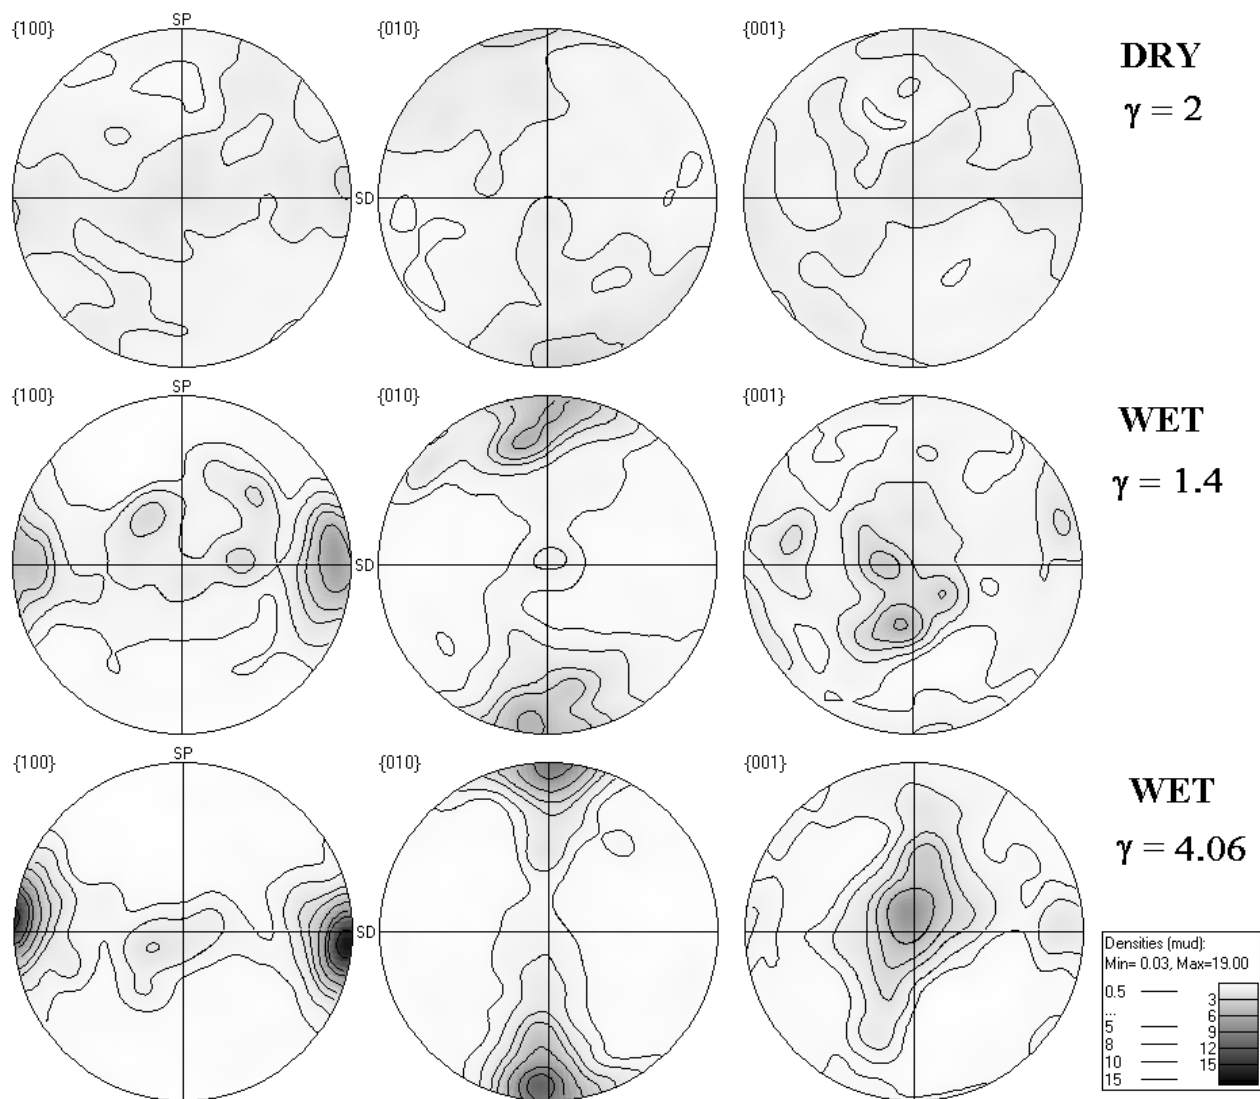 {100}
SP
{010}
{001}
DRY
γ = 2
SD
{100}
SP
{010}
{001}
WET
γ = 1.4
SD
{100}
SP
{010}
{001}
WET
γ = 4.06
SD
Densities (mud):
Min= 0.03, Max=19.00
0.5
...
5
8
10
15
3
6
9
12
15